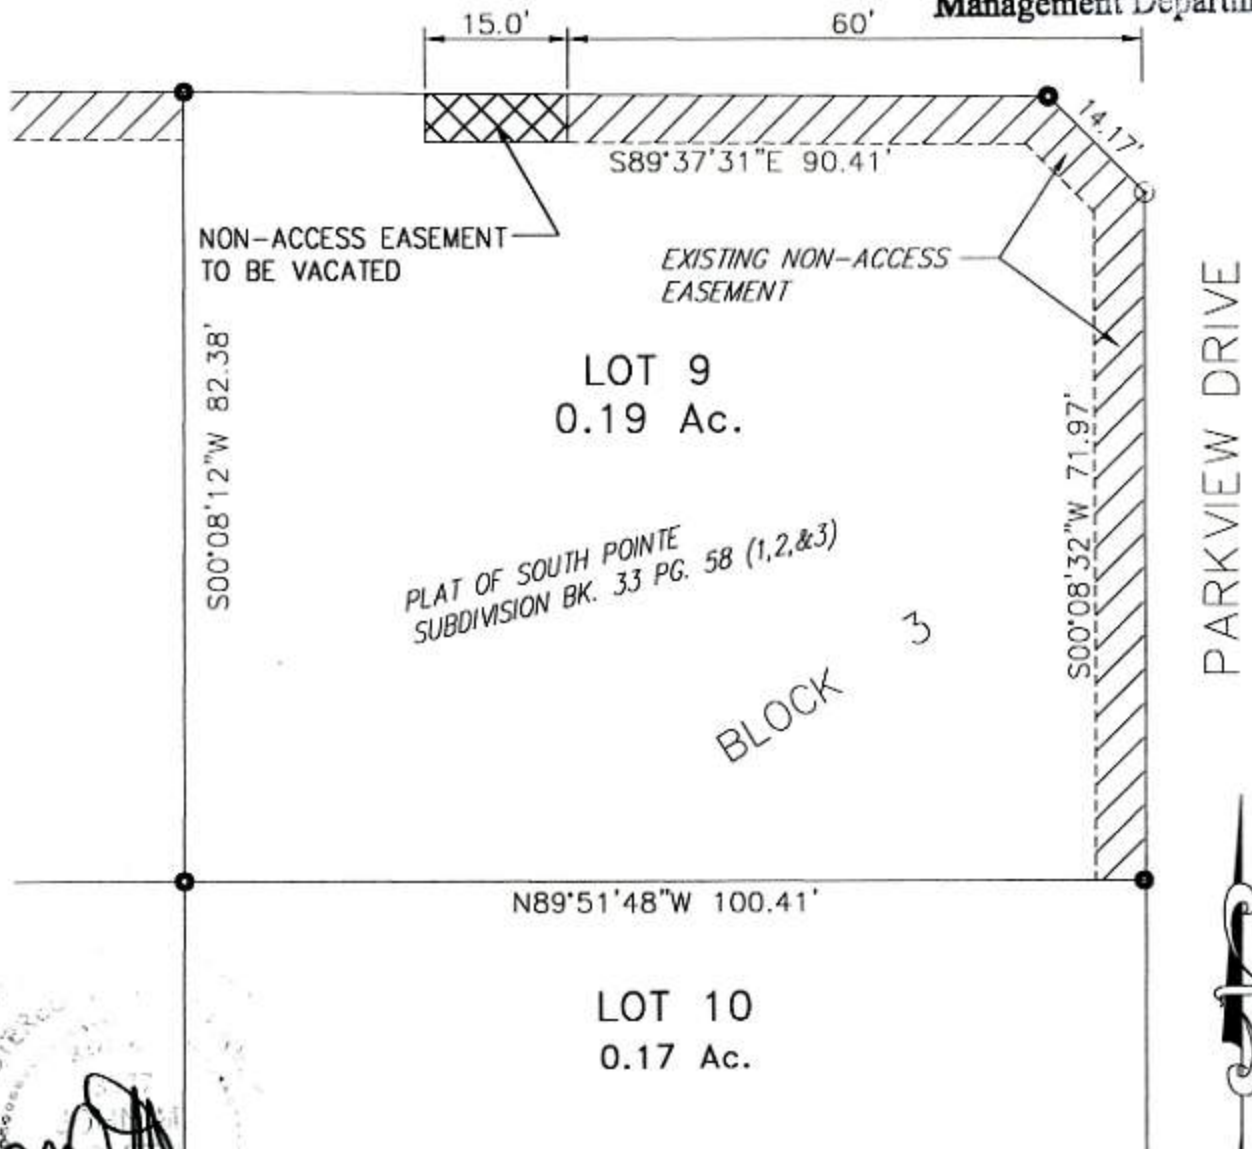 Management Departm
15.0'
60'
14.17'
S89°37'31"E 90.41'
NON-ACCESS EASEMENT
TO BE VACATED
EXISTING NON-ACCESS
EASEMENT
S00°08'12"W 82.38'
LOT 9
0.19 Ac.
S00°08'32"W 71.97'
PARKVIEW DRIVE
PLAT OF SOUTH POINTE
SUBDIVISION BK. 33 PG. 58 (1,2,&3)
BLOCK 3
N89°51'48"W 100.41'
LOT 10
0.17 Ac.